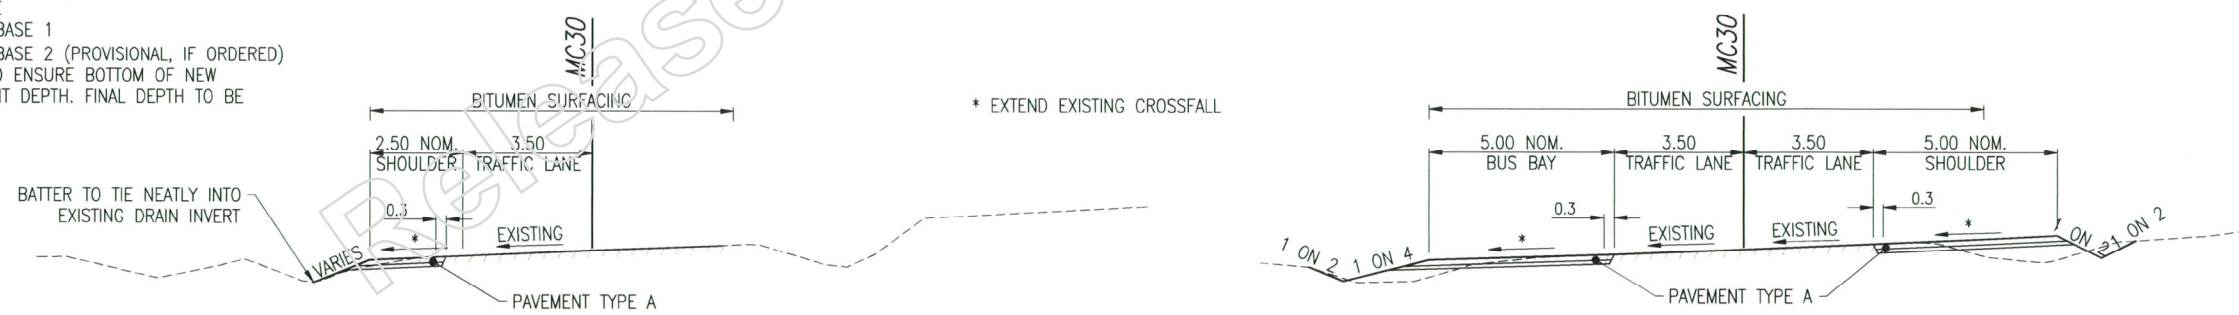 BASE 1
BASE 2 (PROVISIONAL, IF ORDERED)
ENSURE BOTTOM OF NEW
DEPTH. FINAL DEPTH TO BE
MC30
BITUMEN SURFACING
2.50 NOM.
SHOULDER
3.50
TRAFFIC LANE
BATTER TO TIE NEATLY INTO
EXISTING DRAIN INVERT
0.3
*
EXISTING
VARIES
PAVEMENT TYPE A
Release
* EXTEND EXISTING CROSSFALL
MC30
BITUMEN SURFACING
5.00 NOM.
BUS BAY
3.50
TRAFFIC LANE
3.50
TRAFFIC LANE
5.00 NOM.
SHOULDER
0.3
0.3
*
EXISTING
EXISTING
*
1 ON 2
1 ON 4
1 ON 2
PAVEMENT TYPE A